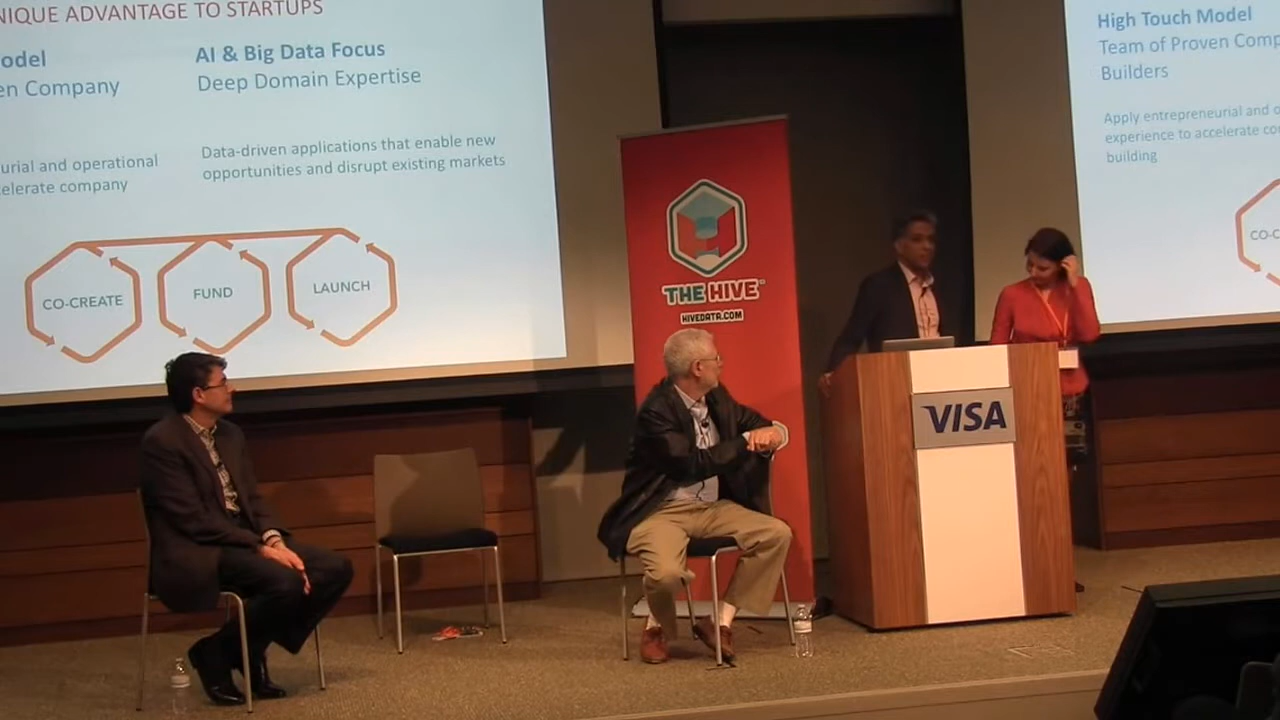 NIQUE ADVANTAGE TO STARTUPS
odel
en Company
urial and operational
celerate company
AI & Big Data Focus
Deep Domain Expertise
Data-driven applications that enable new
opportunities and disrupt existing markets
CO-CREATE
FUND
LAUNCH
THE HIVE
HIVEDATA.COM
VISA
High Touch Model
Team of Proven Comp
Builders
Apply entrepreneurial and o
experience to accelerate co
building
CO-C